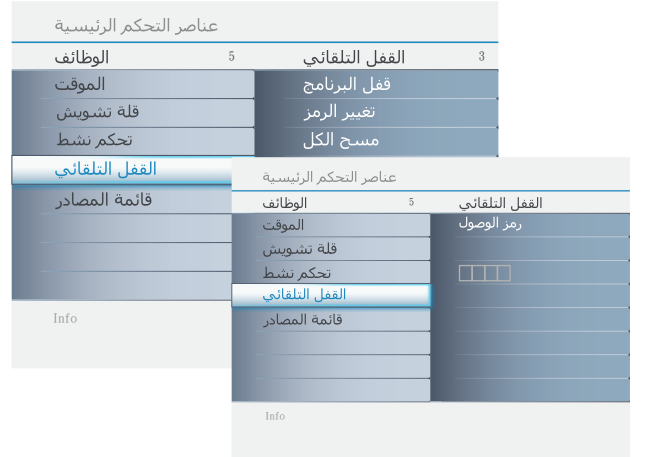 عناصر التحكم الرئيسية
الوظائف 5
الموقت
قلة تشويش
تحكم نشط
القفل التلقائي
قائمة المصادر
Info
القفل التلقائي 3
قفل البرنامج
تغيير الرمز
مسح الكل
عناصر التحكم الرئيسية
الوظائف 5
الموقت
قلة تشويش
تحكم نشط
القفل التلقائي
قائمة المصادر
Info
القفل التلقائي
رمز الوصول